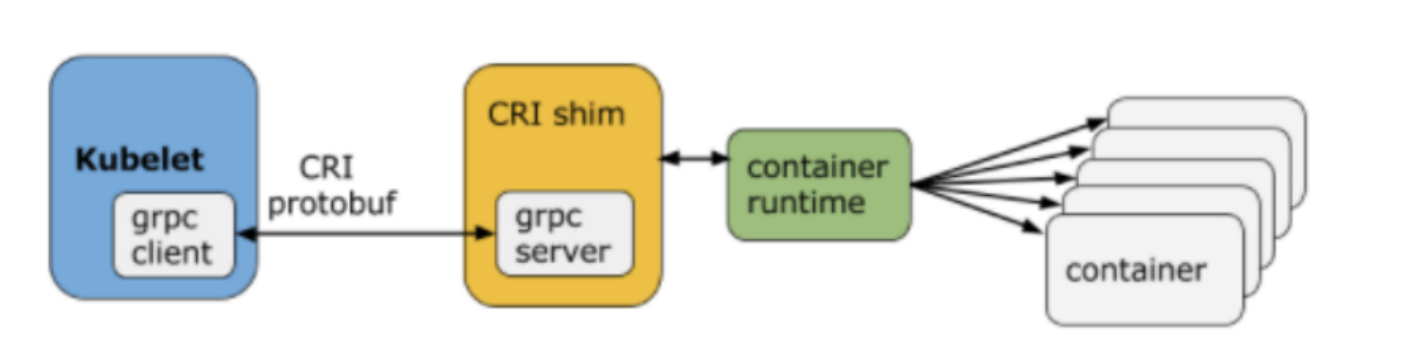 Kubelet
grpc
client
CRI
protobuf
CRI shim
grpc
server
container
runtime
container